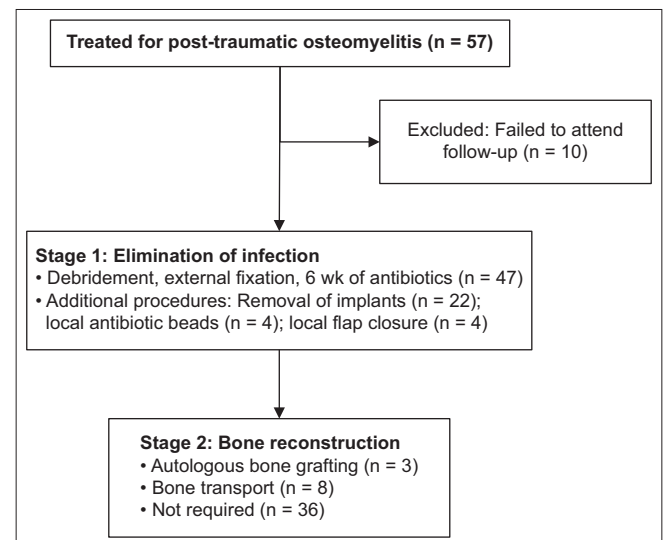 Treated for post-traumatic osteomyelitis (n = 57)
Excluded: Failed to attend
follow-up (n = 10)
Stage 1: Elimination of infection
• Debridement, external fixation, 6 wk of antibiotics (n = 47)
• Additional procedures: Removal of implants (n = 22);
local antibiotic beads (n = 4); local flap closure (n = 4)
Stage 2: Bone reconstruction
• Autologous bone grafting (n = 3)
• Bone transport (n = 8)
• Not required (n = 36)